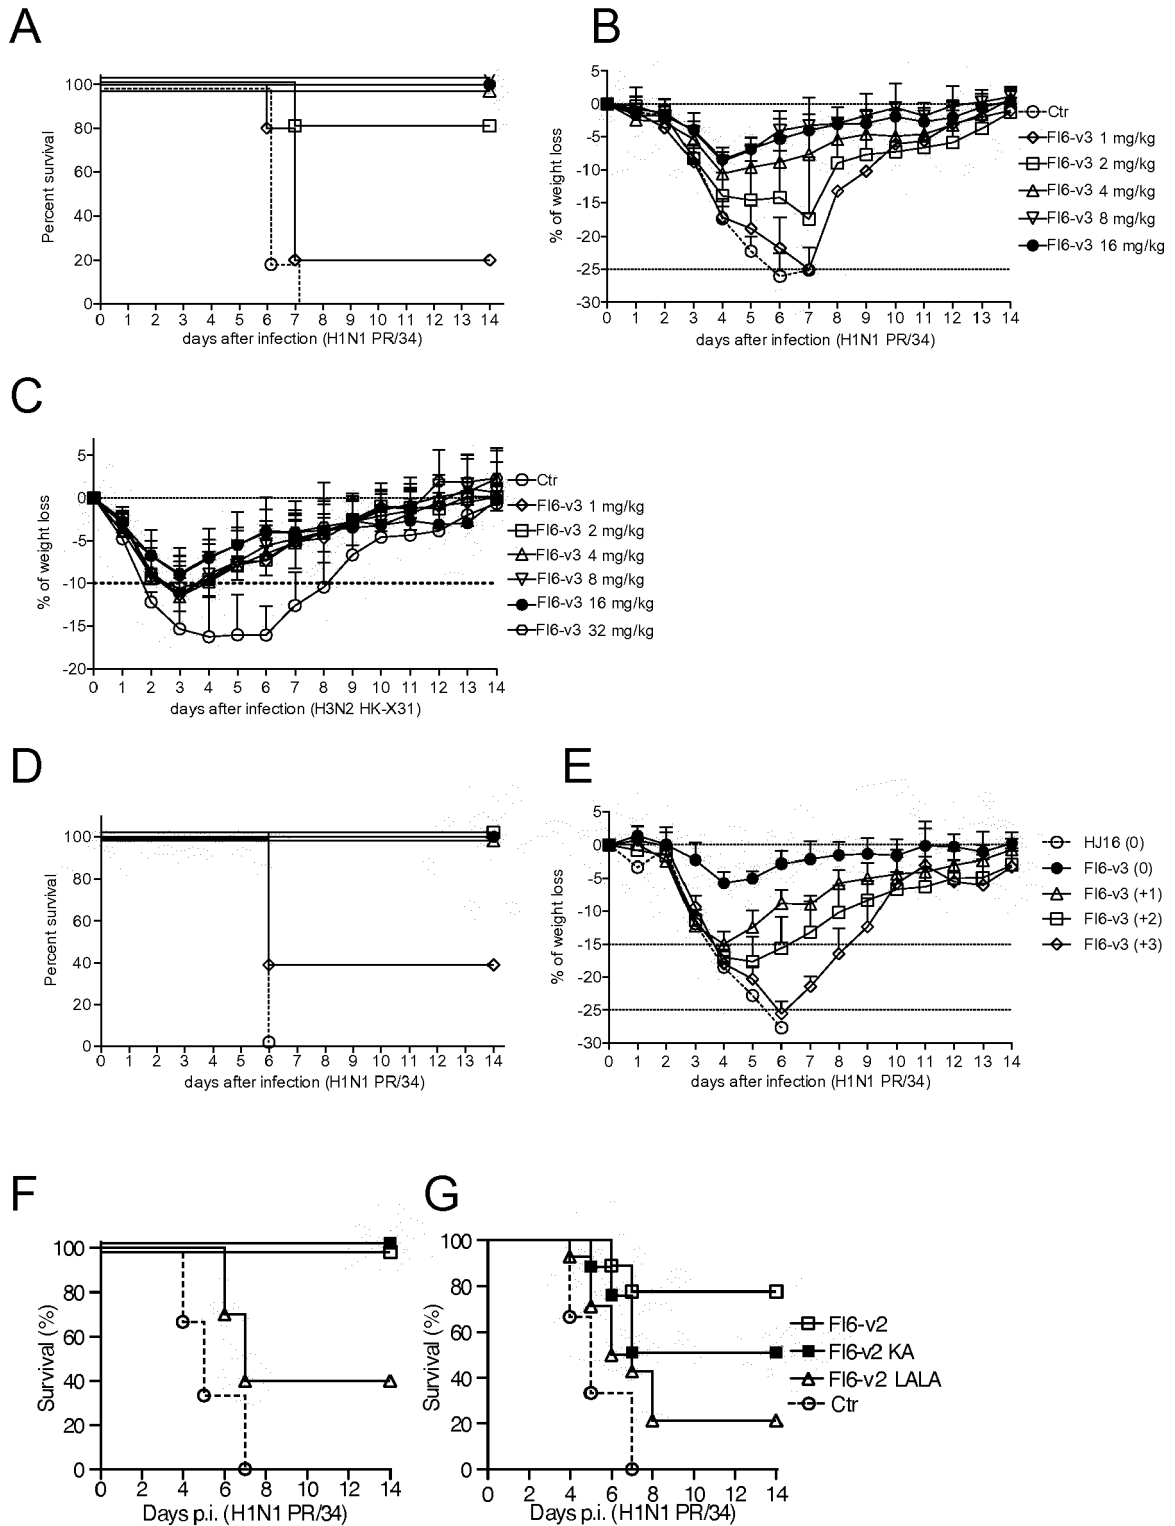 A
Percent survival
100
80
60
40
20
0
0 1 2 3 4 5 6 7 8 9 10 11 12 13 14
days after infection (H1N1 PR/34)
B
% of weight loss
5
0
-5
-10
-15
-20
-25
-30
0 1 2 3 4 5 6 7 8 9 10 11 12 13 14
days after infection (H1N1 PR/34)
Ctr
FI6-v3 1 mg/kg
FI6-v3 2 mg/kg
FI6-v3 4 mg/kg
FI6-v3 8 mg/kg
FI6-v3 16 mg/kg
C
% of weight loss
5
0
-5
-10
-15
-20
0 1 2 3 4 5 6 7 8 9 10 11 12 13 14
days after infection (H3N2 HK-X31)
Ctr
FI6-v3 1 mg/kg
FI6-v3 2 mg/kg
FI6-v3 4 mg/kg
FI6-v3 8 mg/kg
FI6-v3 16 mg/kg
FI6-v3 32 mg/kg
D
Percent survival
100
80
60
40
20
0
0 1 2 3 4 5 6 7 8 9 10 11 12 13 14
days after infection (H1N1 PR/34)
E
% of weight loss
5
0
-5
-10
-15
-20
-25
-30
0 1 2 3 4 5 6 7 8 9 10 11 12 13 14
days after infection (H1N1 PR/34)
HJ16 (0)
FI6-v3 (0)
FI6-v3 (+1)
FI6-v3 (+2)
FI6-v3 (+3)
F
Survival (%)
100
80
60
40
20
0
0 2 4 6 8 10 12 14
Days p.i. (H1N1 PR/34)
G
Survival (%)
100
80
60
40
20
0
0 2 4 6 8 10 12 14
Days p.i. (H1N1 PR/34)
FI6-v2
FI6-v2 KA
FI6-v2 LALA
Ctr